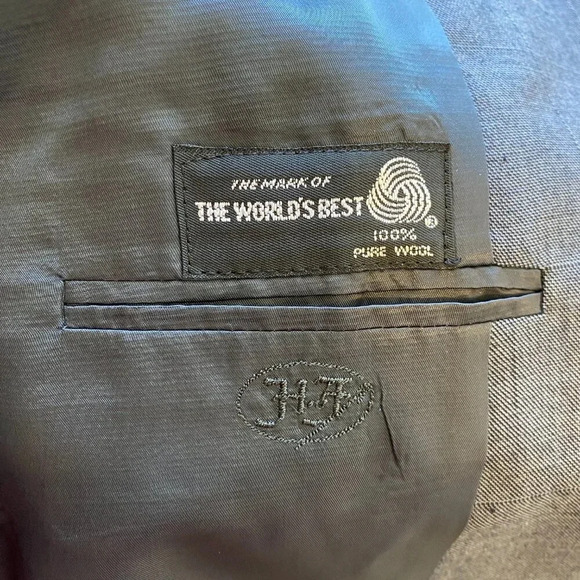 THE MARK OF
THE WORLD'S BEST
100%
PURE WOOL
H.F